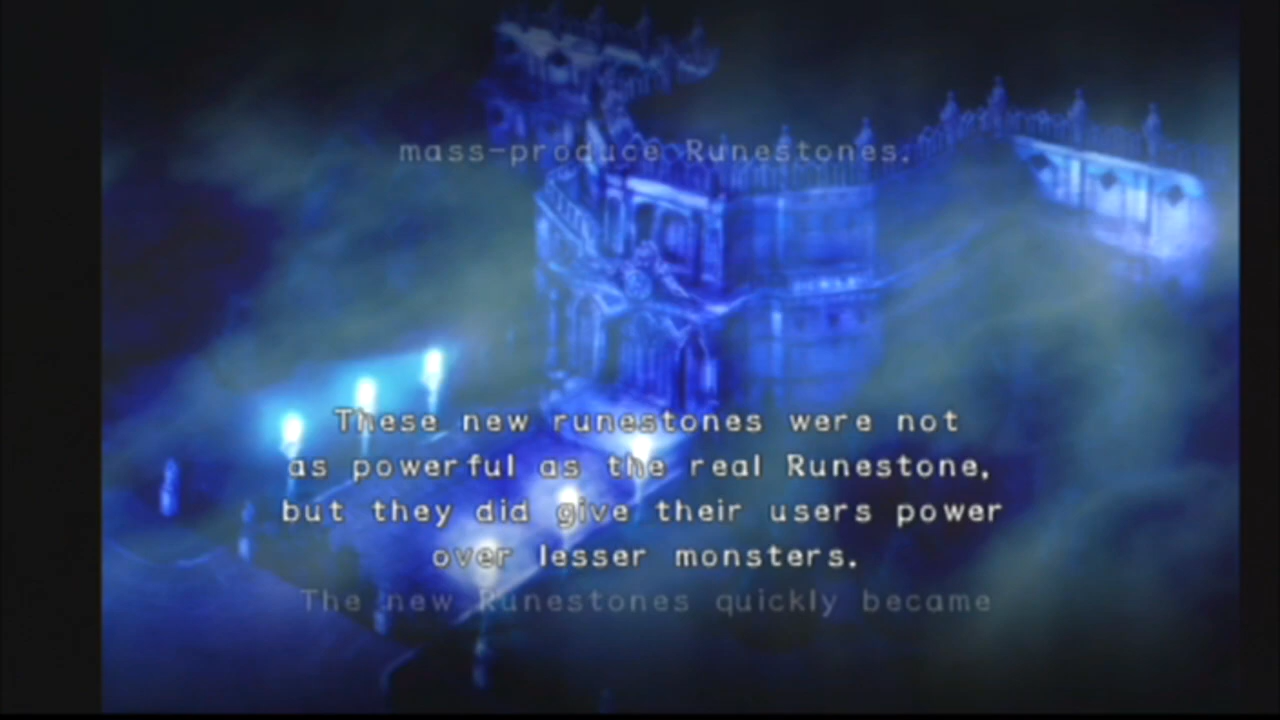 mass-produce Runestones.
These new runestones were not
as powerful as the real Runestone,
but they did give their users power
over lesser monsters.
The new Runestones quickly became